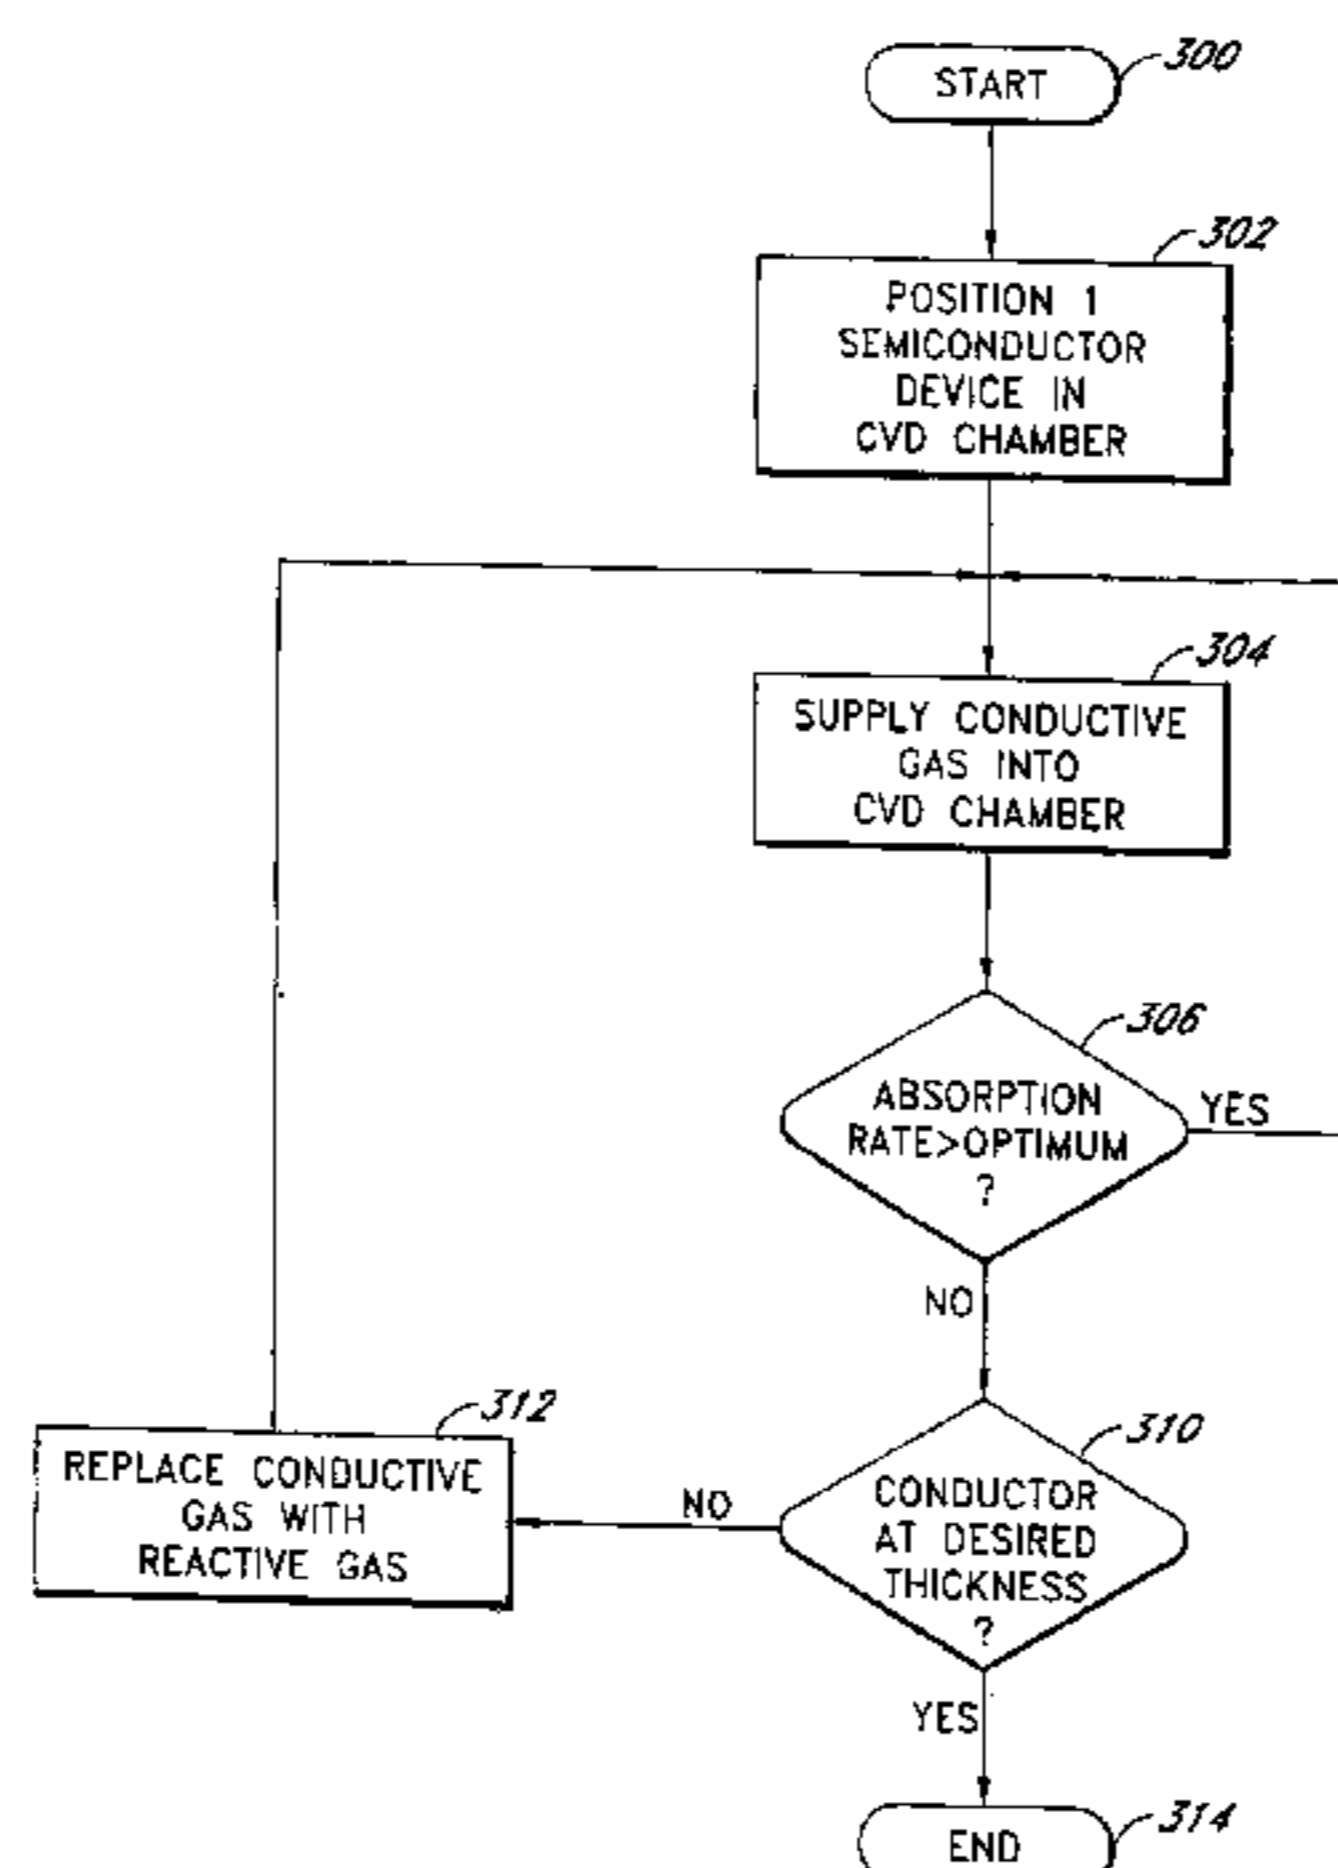 START
300
302
POSITION 1
SEMICONDUCTOR
DEVICE IN
CVD CHAMBER
304
SUPPLY CONDUCTIVE
GAS INTO
CVD CHAMBER
306
ABSORPTION
RATE>OPTIMUM
?
YES
NO
310
CONDUCTOR
AT DESIRED
THICKNESS
?
NO
312
REPLACE CONDUCTIVE
GAS WITH
REACTIVE GAS
YES
314
END